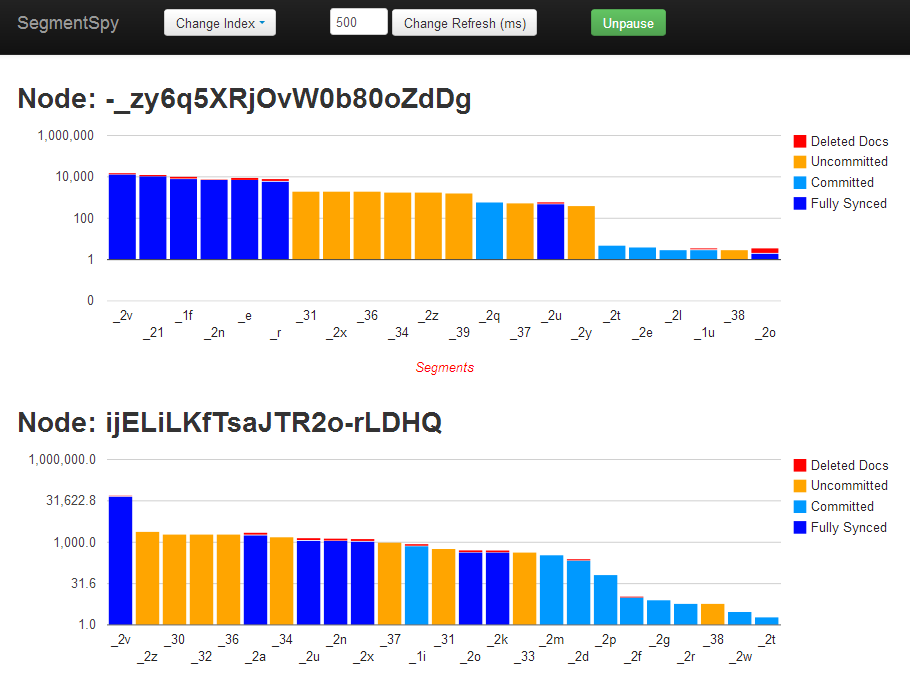 SegmentSpy Change Index 500 Change Refresh (ms) Unpause
Node: -_zy6q5XRjOvW0b80oZdDg
1,000,000
10,000
100
1
0
Deleted Docs
Uncommitted
Committed
Fully Synced
_2v _1f _e _31 _36 _2z _2q _2u _2t _2l _38
_21 _2n _r _2x _34 _39 _37 _2y _2e _1u _2o
Segments
Node: ijELiLKfTsaJTR2o-rLDHQ
1,000,000.0
31,622.8
1,000.0
31.6
1.0
Deleted Docs
Uncommitted
Committed
Fully Synced
_2v _30 _36 _34 _2n _37 _31 _2k _2m _2p _2g _38 _2t
_2z _32 _2a _2u _2x _1i _2o _33 _2d _2f _2r _2w